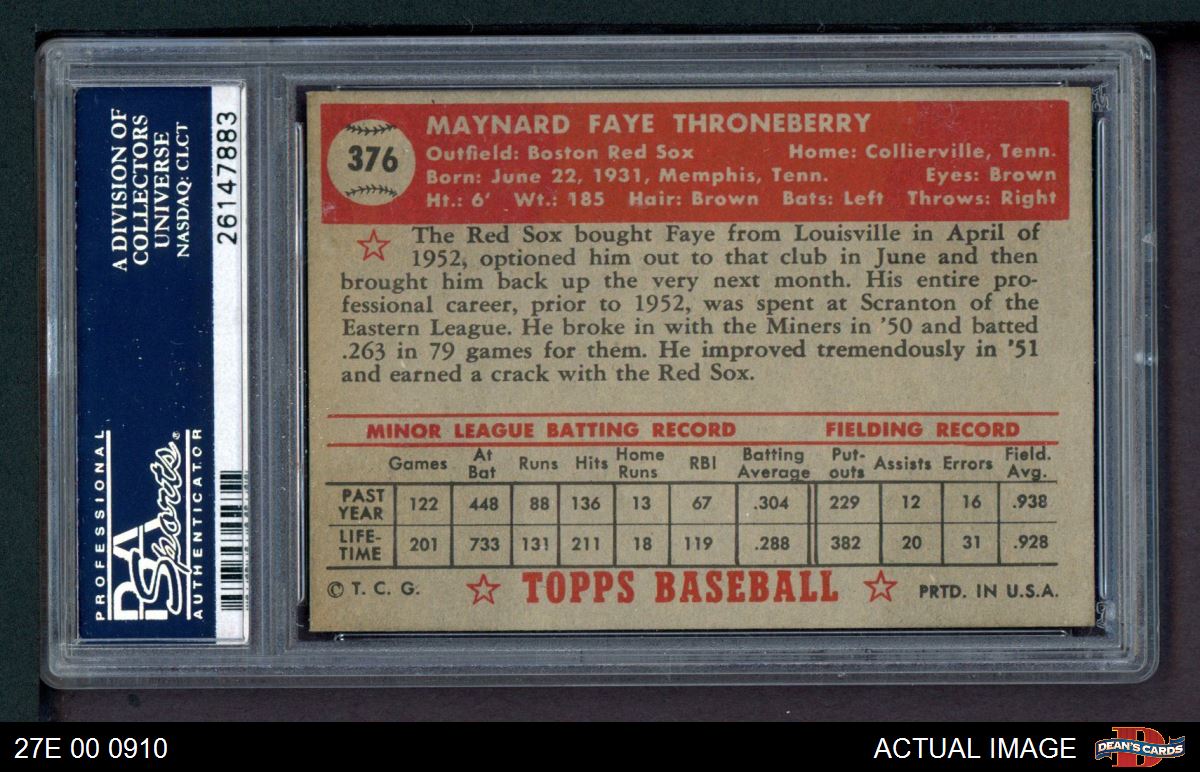 A DIVISION OF
COLLECTORS
UNIVERSE
NASDAQ: CLCT
26147883
PROFESSIONAL
PSA
Sports®
AUTHENTICATOR
376
MAYNARD FAYE THRONEBERRY
Outfield: Boston Red Sox Home: Collierville, Tenn.
Born: June 22, 1931, Memphis, Tenn. Eyes: Brown
Ht.: 6' Wt.: 185 Hair: Brown Bats: Left Throws: Right
The Red Sox bought Faye from Louisville in April of
1952, optioned him out to that club in June and then
brought him back up the very next month. His entire pro-
fessional career, prior to 1952, was spent at Scranton of the
Eastern League. He broke in with the Miners in '50 and batted
.263 in 79 games for them. He improved tremendously in '51
and earned a crack with the Red Sox.
MINOR LEAGUE BATTING RECORD FIELDING RECORD
Games At Bat Runs Hits Home Runs RBI Batting Average Put-outs Assists Errors Field. Avg.
PAST YEAR 122 448 88 136 13 67 .304 229 12 16 .938
LIFE-TIME 201 733 131 211 18 119 .288 382 20 31 .928
© T. C. G. TOPPS BASEBALL PRTD. IN U.S.A.
27E 00 0910 ACTUAL IMAGE D DEAN'S CARDS